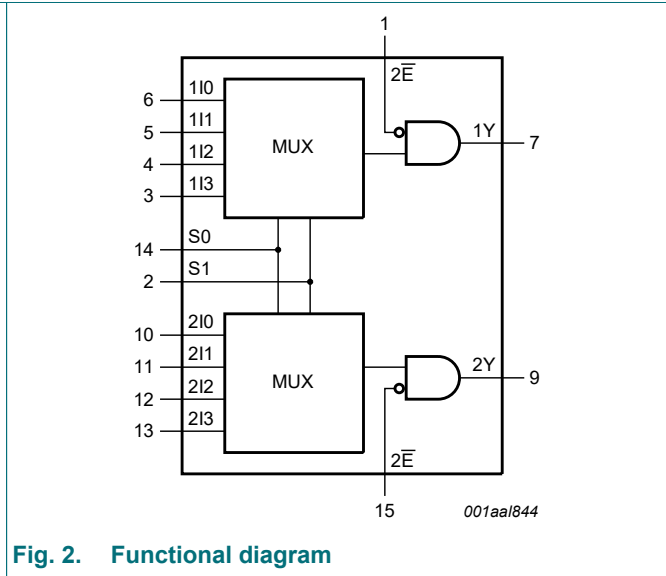 1
2E̅
6 1I0
5 1I1
4 1I2
3 1I3
MUX
1Y 7
14 S0
2 S1
10 2I0
11 2I1
12 2I2
13 2I3
MUX
2Y 9
2E̅
15
001aal844
Fig. 2. Functional diagram